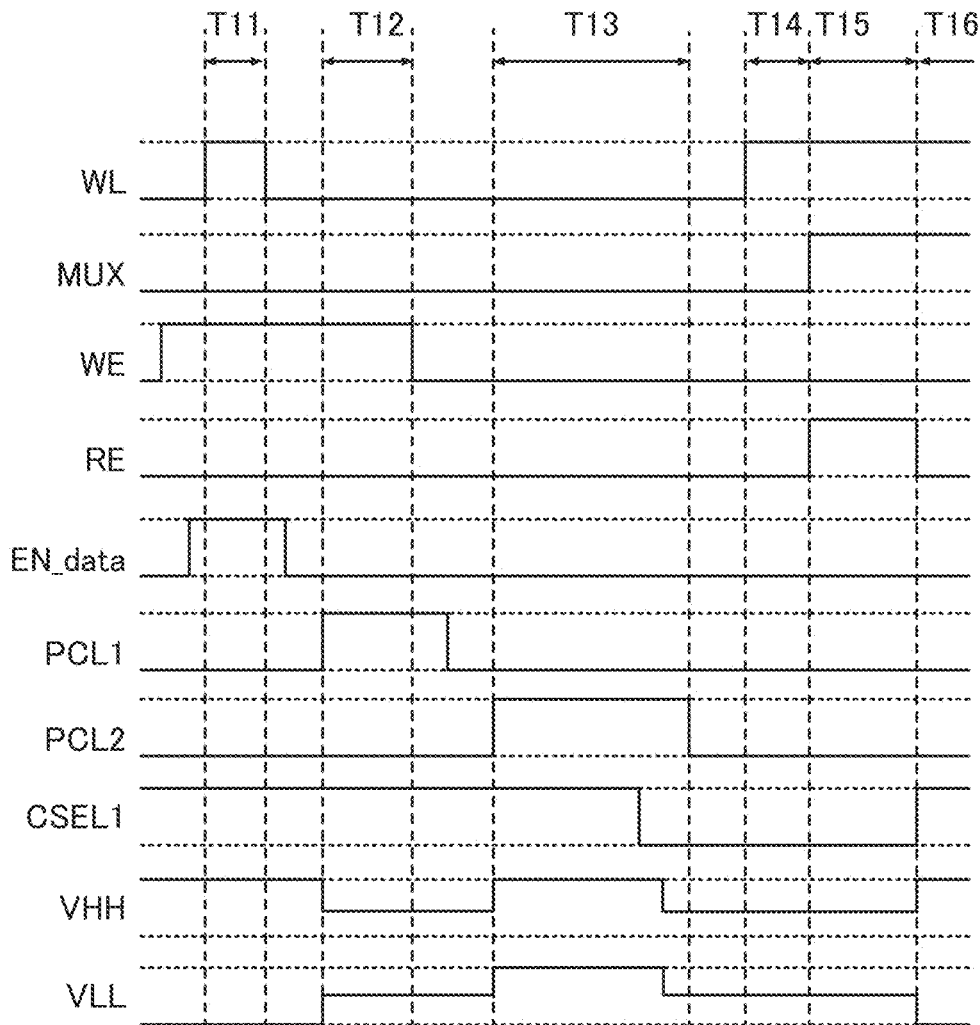 T11 T12 T13 T14 T15 T16
WL
MUX
WE
RE
EN_data
PCL1
PCL2
CSEL1
VHH
VLL